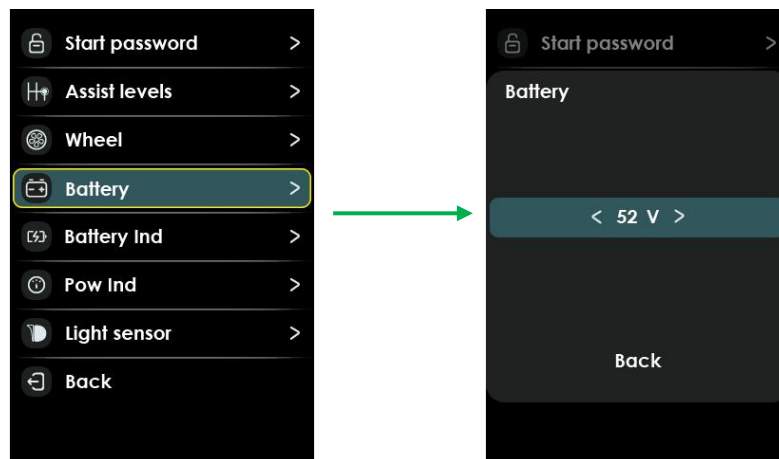 Start password >
Assist levels >
Wheel >
Battery >
Battery Ind >
Pow Ind >
Light sensor >
Back
Start password >
Battery
< 52 V >
Back